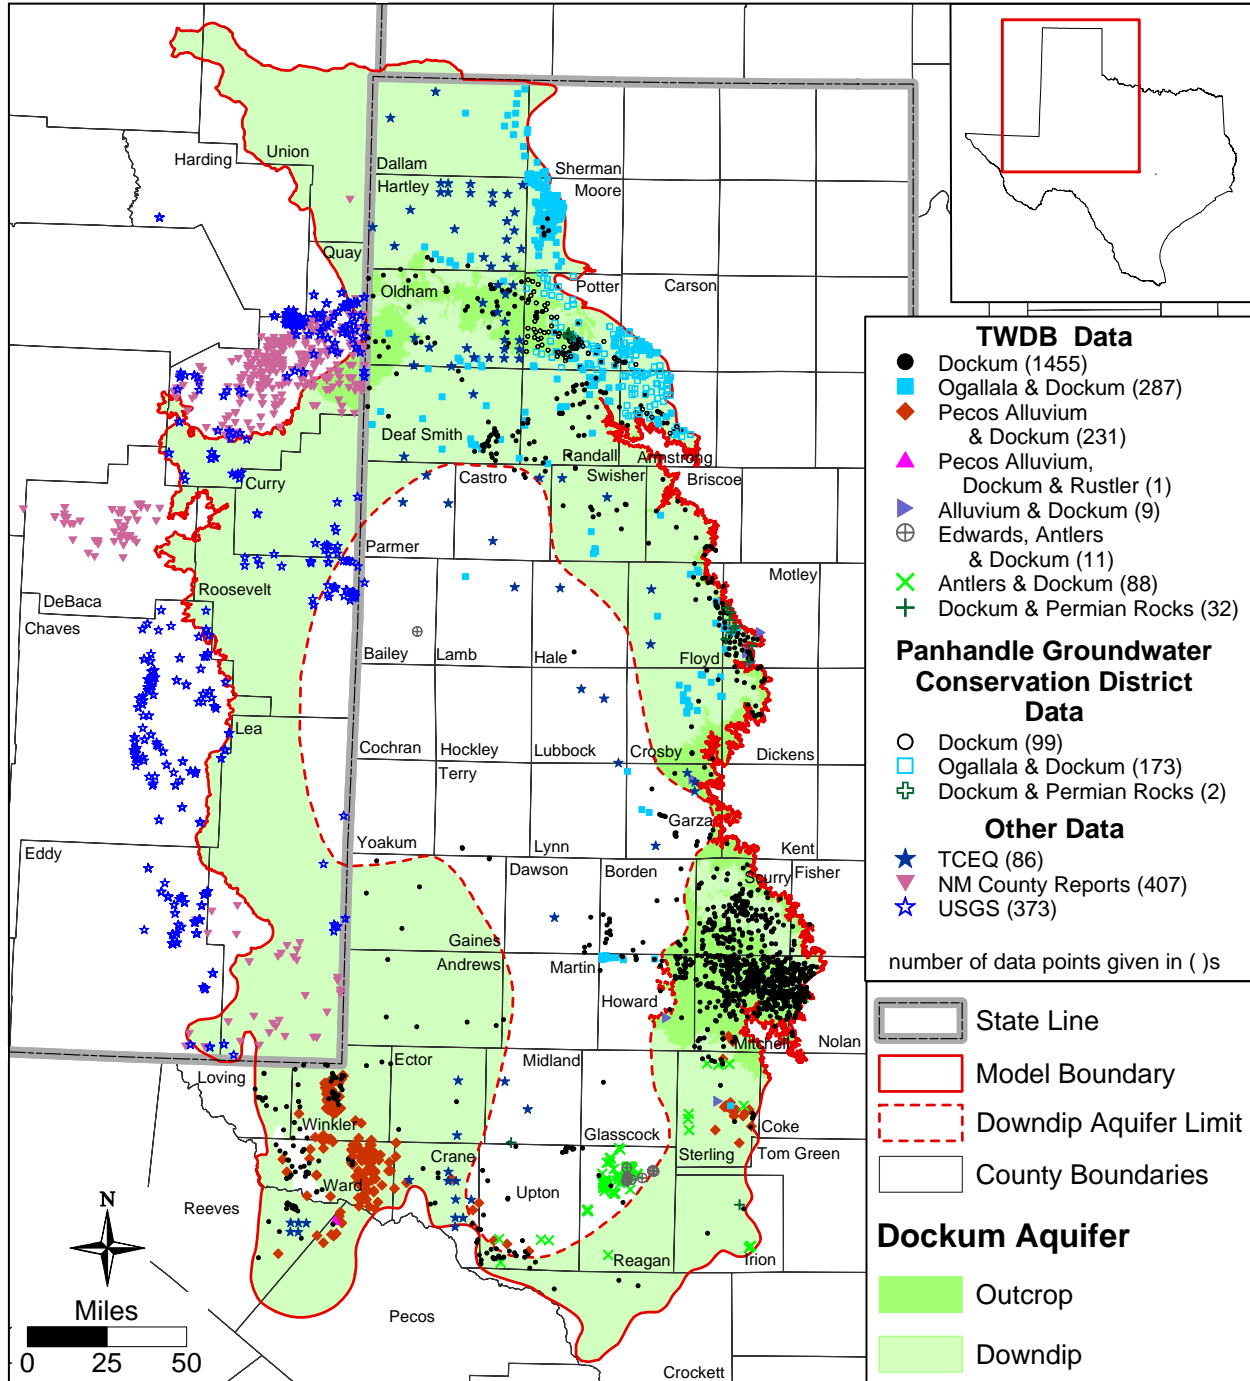 Union
Harding
Dallam
Sherman
Hartley
Moore
Quay
Oldham
Potter
Carson
Deaf Smith
Randall
Armstrong
Curry
Castro
Swisher
Briscoe
Parmer
Motley
DeBaca
Roosevelt
Chaves
Bailey
Lamb
Hale
Floyd
Lea
Cochran
Hockley
Lubbock
Crosby
Dickens
Terry
Garza
Eddy
Yoakum
Lynn
Kent
Dawson
Borden
Scurry
Fisher
Gaines
Andrews
Martin
Howard
Mitchell
Nolan
Loving
Ector
Midland
Winkler
Glasscock
Coke
Sterling
Tom Green
Crane
Ward
Upton
Reeves
Reagan
Irion
Pecos
Crockett
N
Miles
0 25 50
TWDB Data
Dockum (1455)
Ogallala & Dockum (287)
Pecos Alluvium
& Dockum (231)
Pecos Alluvium,
Dockum & Rustler (1)
Alluvium & Dockum (9)
Edwards, Antlers
& Dockum (11)
Antlers & Dockum (88)
Dockum & Permian Rocks (32)
Panhandle Groundwater
Conservation District
Data
Dockum (99)
Ogallala & Dockum (173)
Dockum & Permian Rocks (2)
Other Data
TCEQ (86)
NM County Reports (407)
USGS (373)
number of data points given in ( )s
State Line
Model Boundary
Downdip Aquifer Limit
County Boundaries
Dockum Aquifer
Outcrop
Downdip